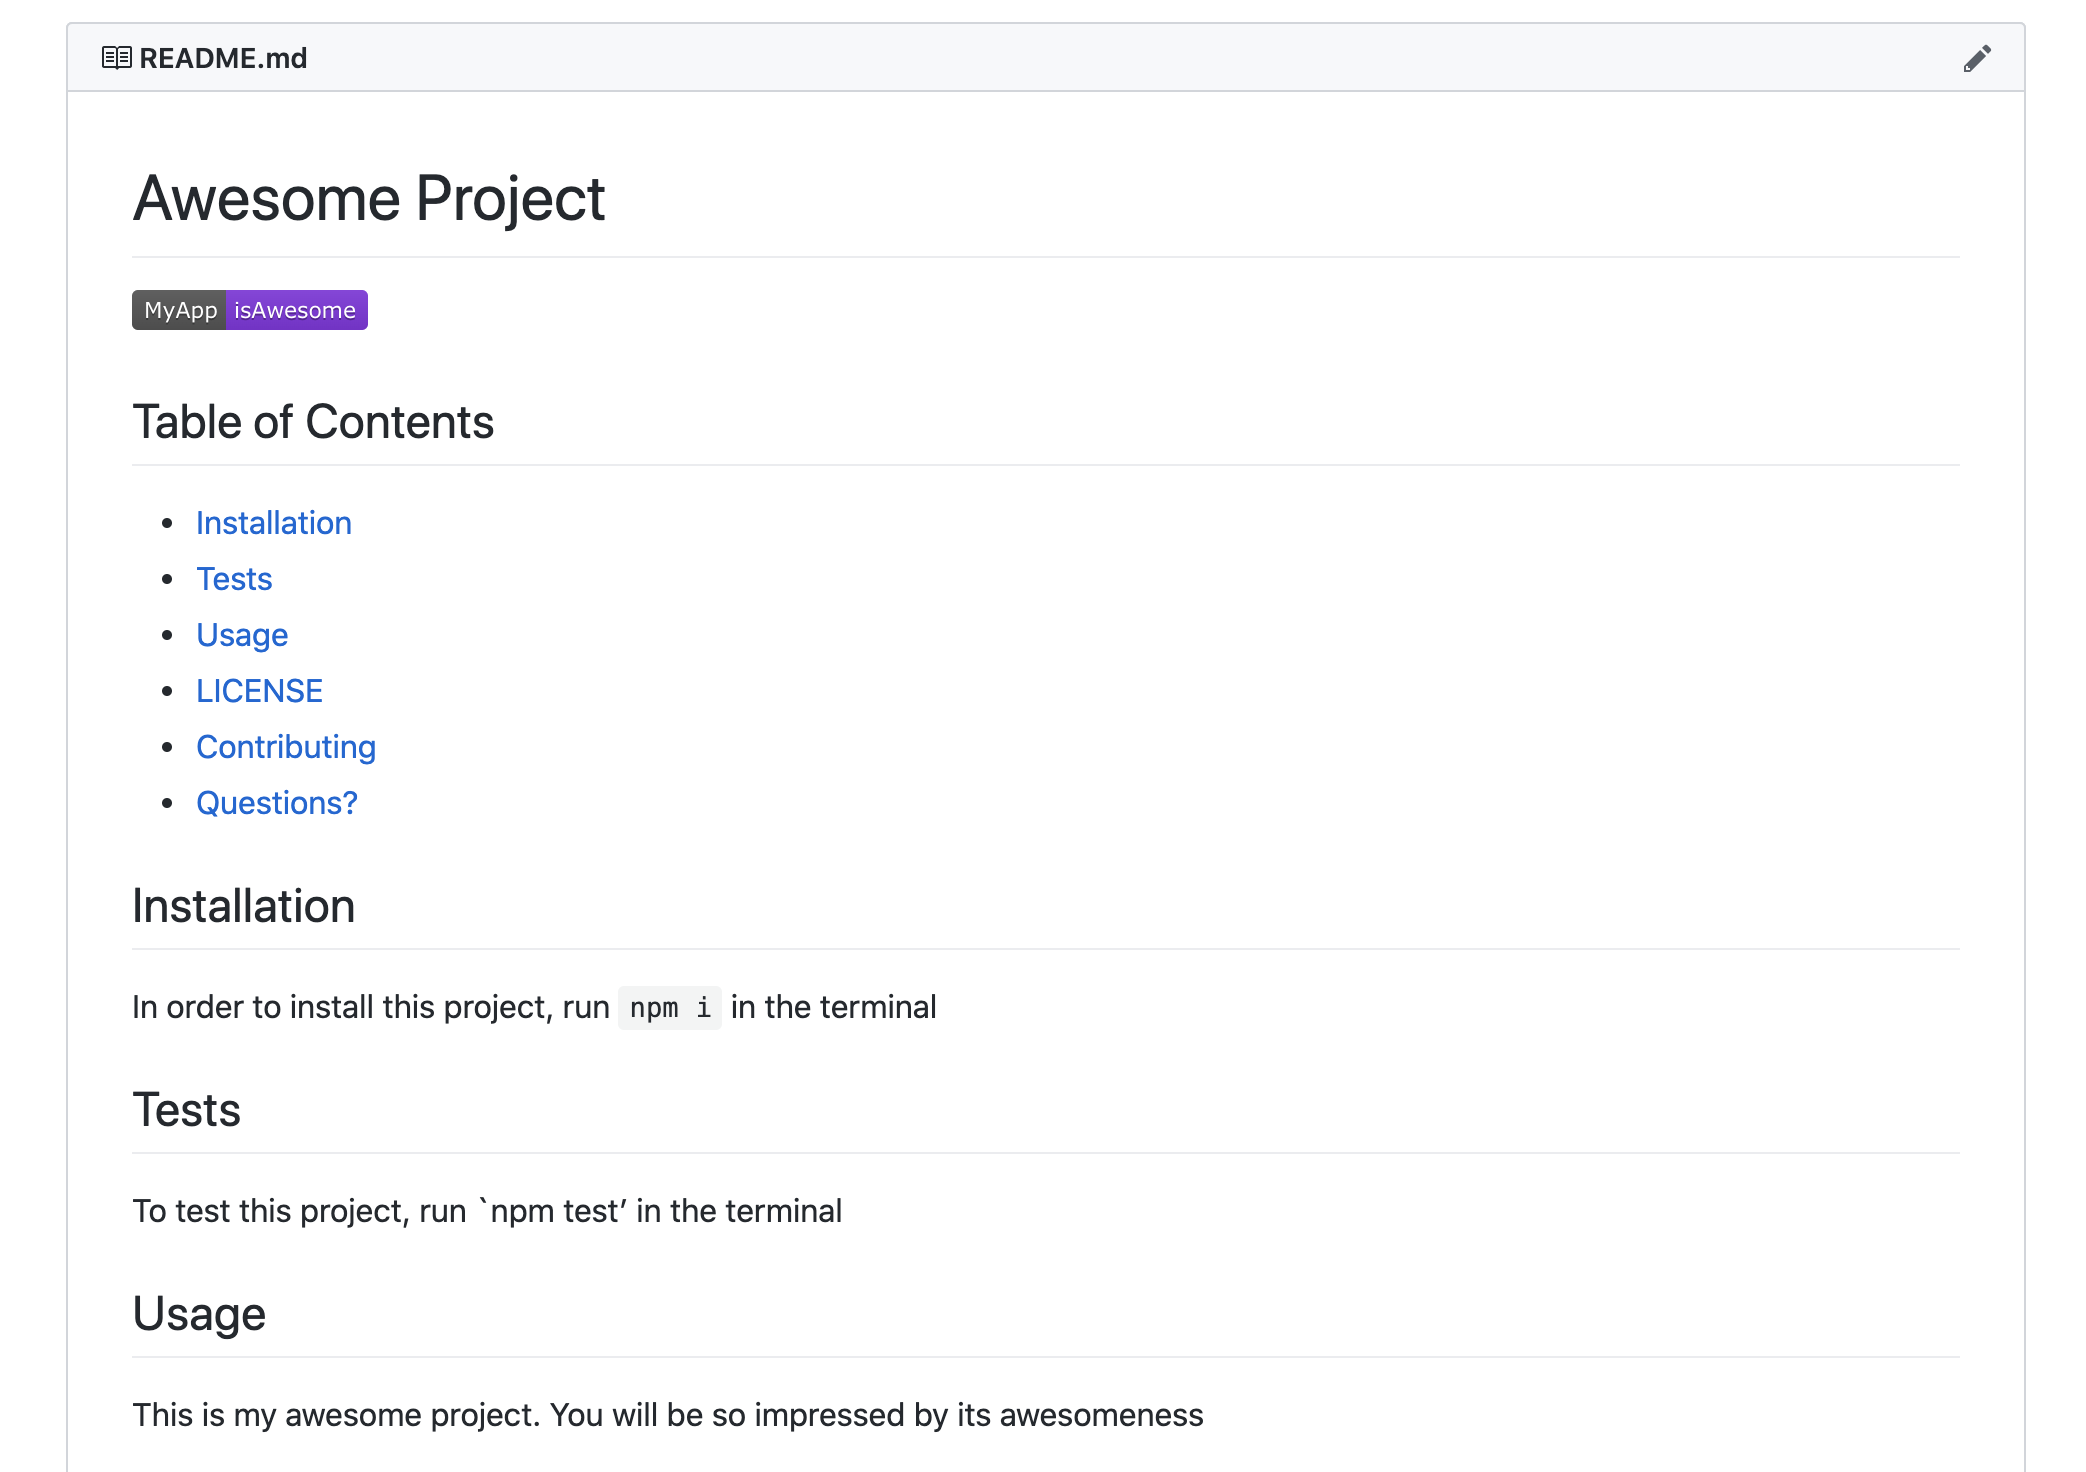 README.md
Awesome Project
MyApp isAwesome
Table of Contents
Installation
Tests
Usage
LICENSE
Contributing
Questions?
Installation
In order to install this project, run npm i in the terminal
Tests
To test this project, run `npm test’ in the terminal
Usage
This is my awesome project. You will be so impressed by its awesomeness